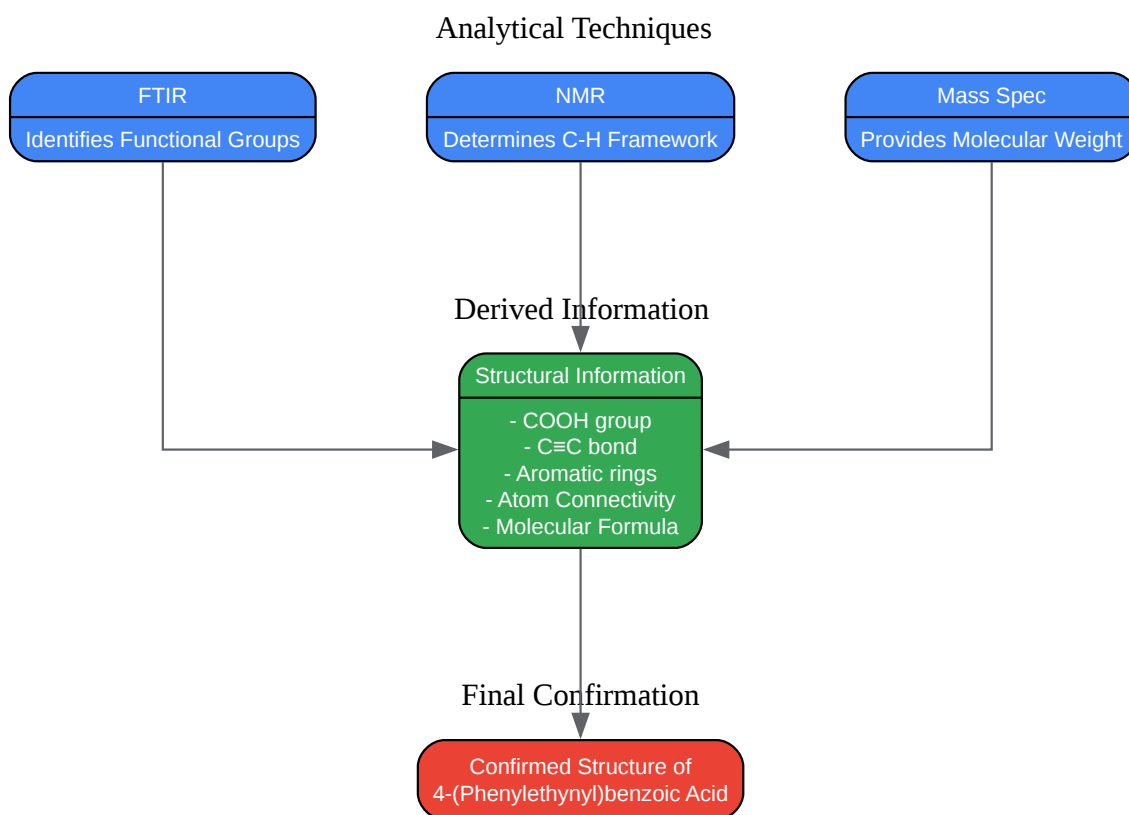 Analytical Techniques
FTIR
Identifies Functional Groups
NMR
Determines C-H Framework
Mass Spec
Provides Molecular Weight
Derived Information
Structural Information
- COOH group
- C≡C bond
- Aromatic rings
- Atom Connectivity
- Molecular Formula
Final Confirmation
Confirmed Structure of
4-(Phenylethynyl)benzoic Acid